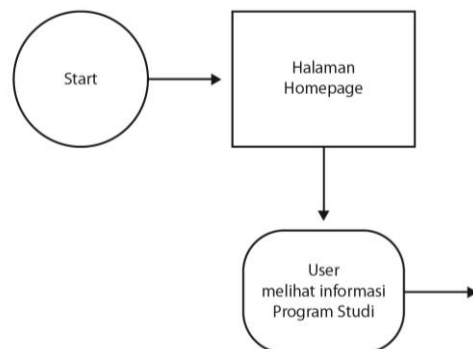 Start
Halaman
Homepage
User
melihat informasi
Program Studi